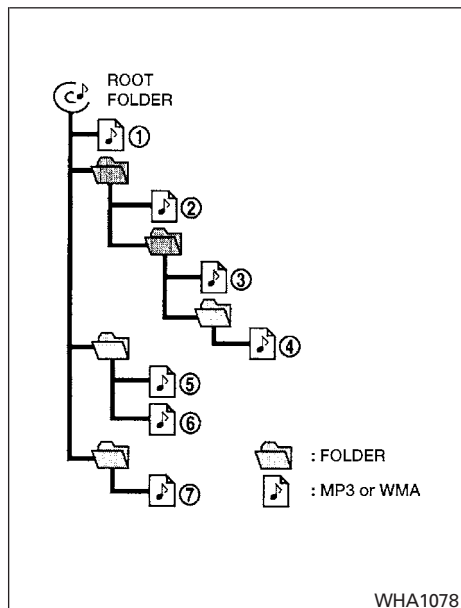 ROOT
FOLDER
①
②
③
④
⑤
⑥
⑦
: FOLDER
: MP3 or WMA
WHA1078